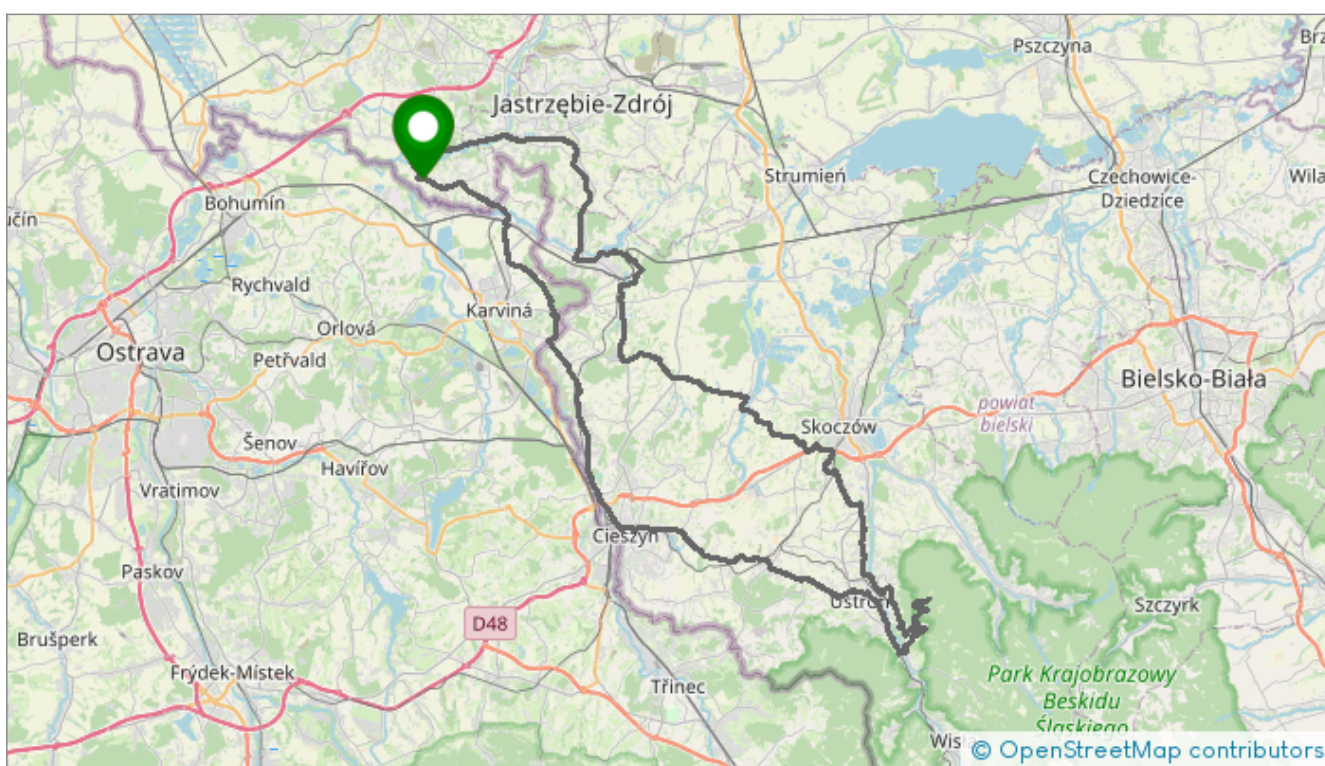 Pszczyna
Brz
Jastrzębie-Zdrój
Strumień
Czechowice-
Dziedzice
Wila
Bohumín
učín
Rychvald
Karviná
Orlová
Ostrava
Petřvald
Bielsko-Biała
powiat
bielski
Skoczów
Šenov
Havířov
Vratimov
Cieszyn
Paskov
Ustroń
Szczyrk
D48
Brušperk
Frýdek-Místek
Třinec
Park Krajobrazowy
Beskidu
Śląskiego
Wisła
© OpenStreetMap contributors